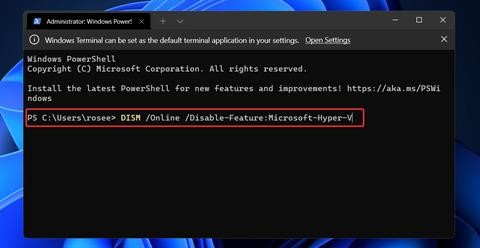 Administrator: Windows PowerS
Windows Terminal can be set as the default terminal application in your settings. Open Settings
Windows PowerShell
Copyright (C) Microsoft Corporation. All rights reserved.
Install the latest PowerShell for new features and improvements! https://aka.ms/PSWi
ndows
PS C:\Users\rosee> DISM /Online /Disable-Feature:Microsoft-Hyper-V